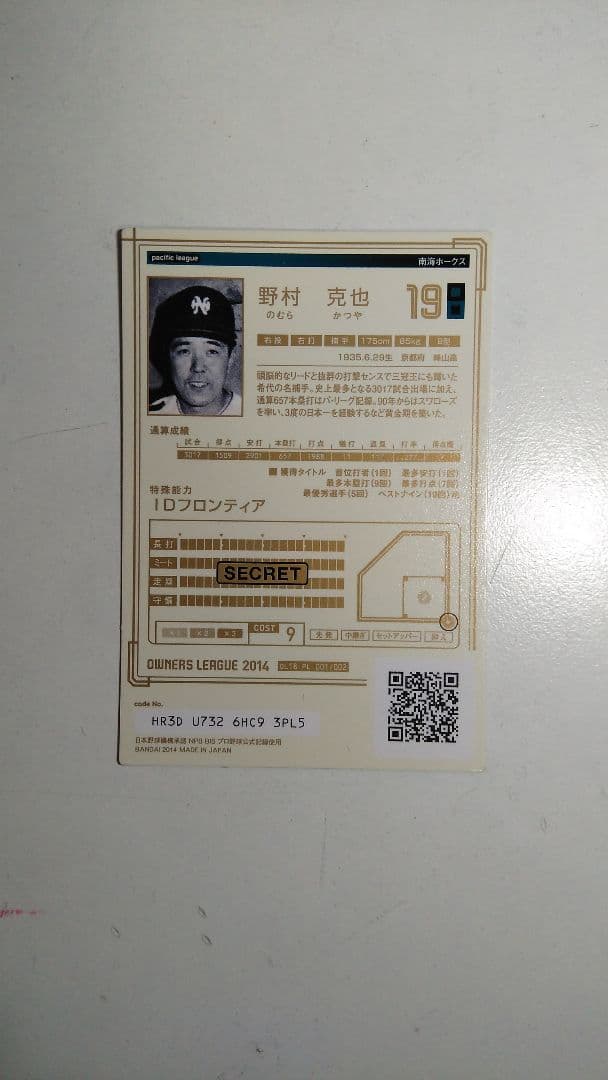 pacific league 南海ホークス
野村 克也 19
のむら かつや
右投 右打 捕手 175cm 85kg B型
1935.6.29生 京都府 峰山高
頭脳的なリードと抜群の打撃センスで三冠王にも輝いた
希代の名捕手。史上最多となる3017試合出場に加え、
通算657本塁打はパ・リーグ記録。90年からはスワローズ
を率い、3度の日本一を経験するなど黄金期を築いた。
通算成績
試合 得点 安打 本塁打 打点 犠打 盗塁 打率
3017 1509 2901 657 1988
■ 獲得タイトル 首位打者(1回) 最多安打(1回)
最多本塁打(9回) 最多打点(7回)
最優秀選手(5回) ベストナイン(19回)他
特殊能力
IDフロンティア
長打
ミート
SECRET
走塁
守備
×1 ×2 ×3 COST 9 先発 中継ぎ セットアッパー 抑え
OWNERS LEAGUE 2014 OL18 PL 001/002
code No.
HR3D U732 6HC9 3PL5
日本野球機構承認 NPB BIS プロ野球公式記録使用
BANDAI 2014 MADE IN JAPAN